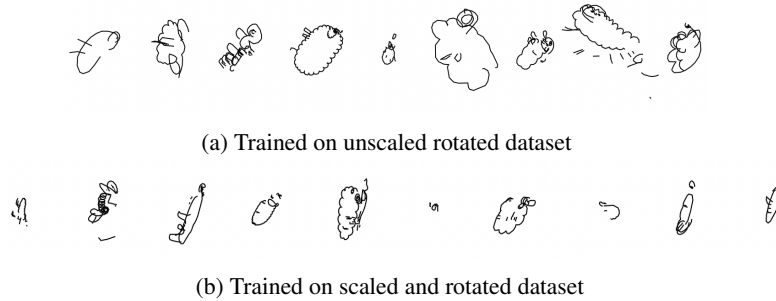 (a) Trained on unscaled rotated dataset
(b) Trained on scaled and rotated dataset